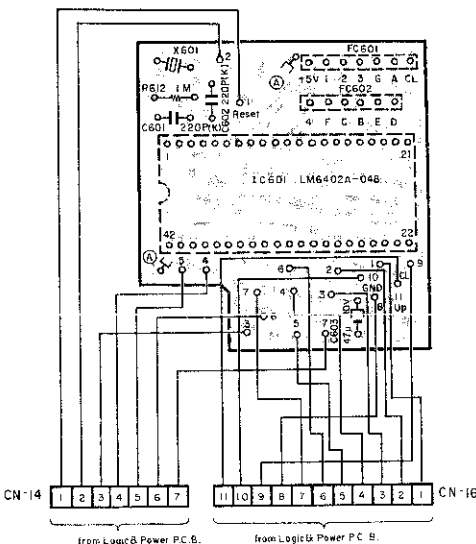 X601
2
FC601
A
+5V 1 2 3 G A CL
R612 1M
C602 220P(K)
1
Reset
FC602
4 F C B E D
C601 220P(K)
1
21
IC601 LM6402A-048
42
22
A
5
4
6
2
1
9
10
CL
GND
11
Up
7
4
3
8
10V
C603
47µ
6
5
CN-14
1 2 3 4 5 6 7
11 10 9 8 7 6 5 4 3 2 1
CN-16
from Logic & Power P.C.B.
from Logic & Power P.C.B.